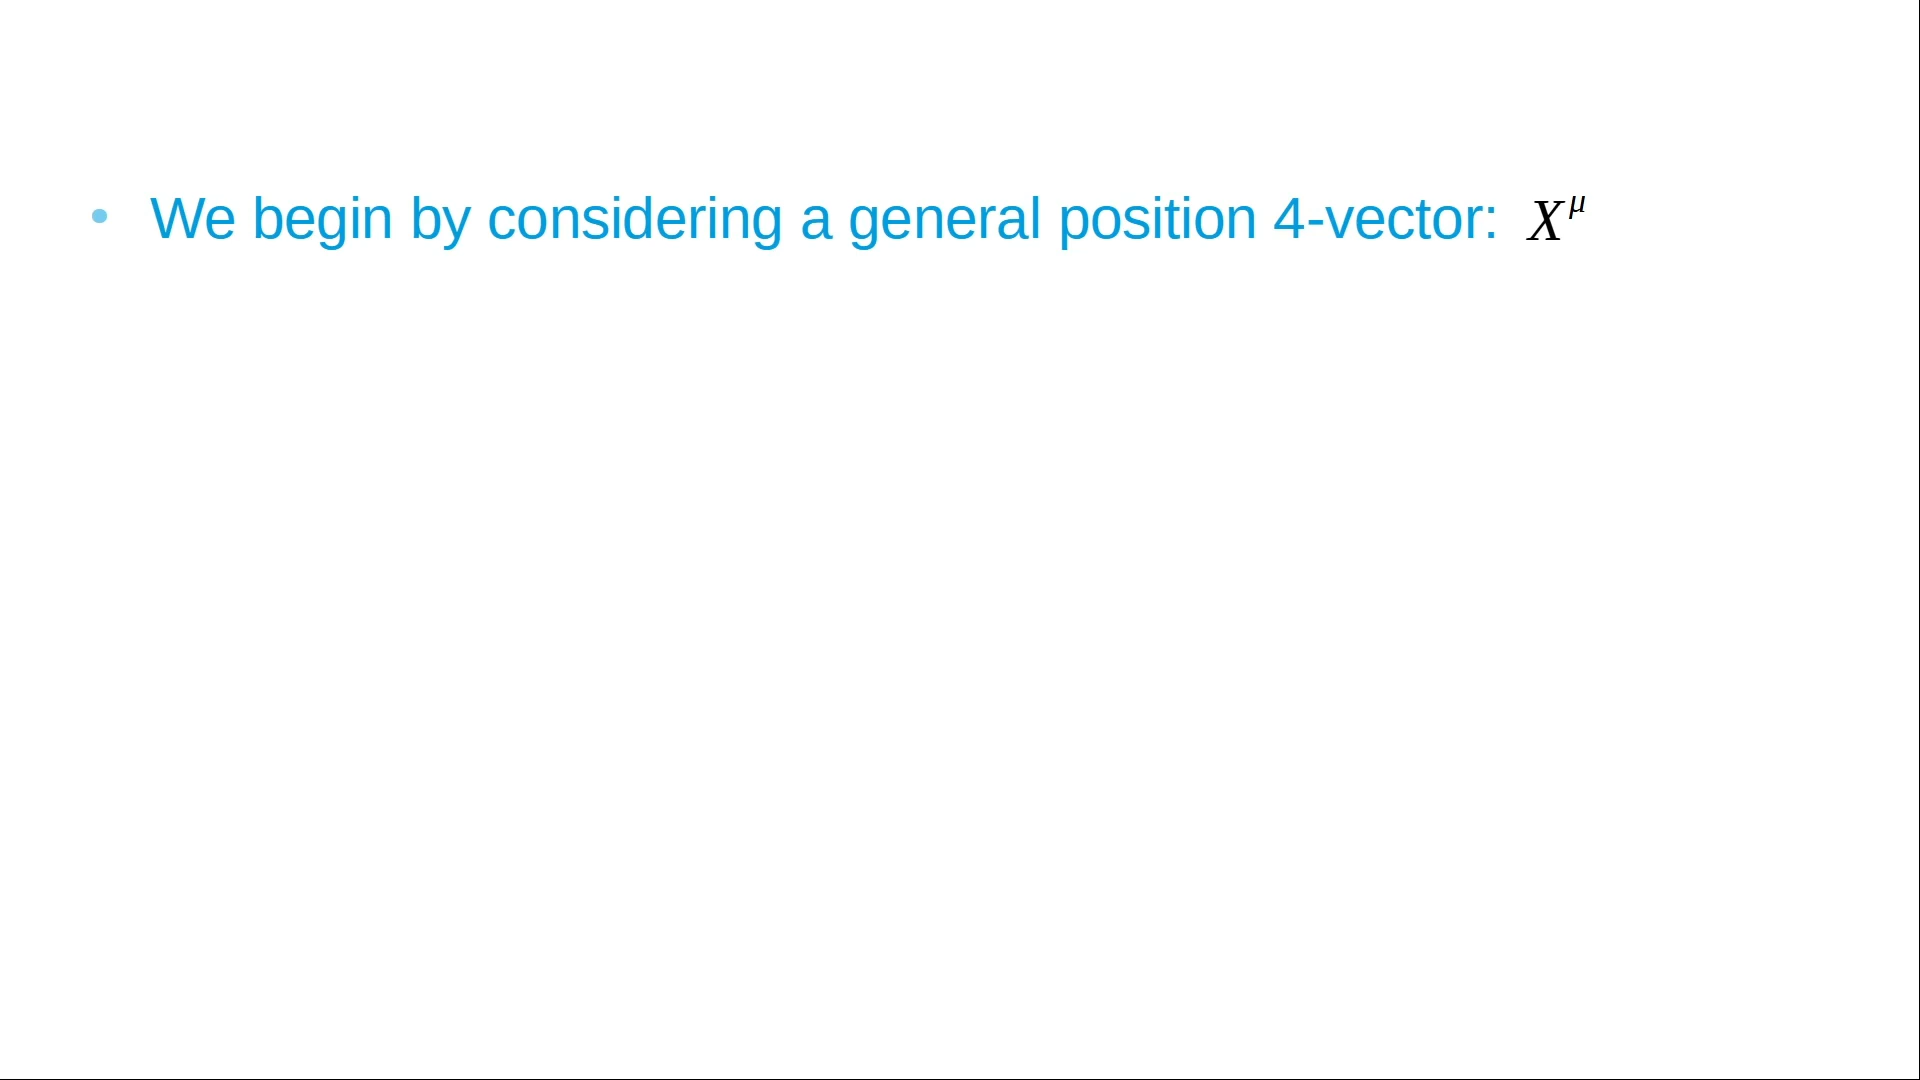 • We begin by considering a general position 4-vector: X^μ